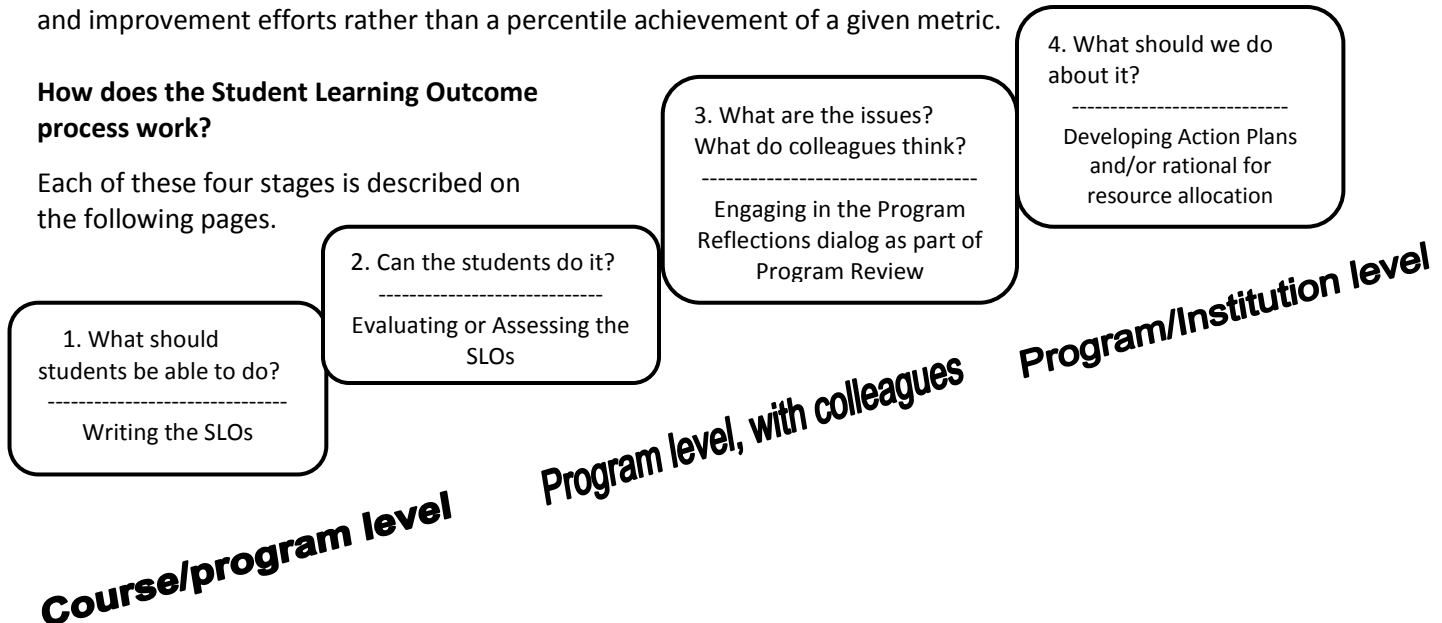 and improvement efforts rather than a percentile achievement of a given metric.
How does the Student Learning Outcome
process work?
Each of these four stages is described on
the following pages.
1. What should
students be able to do?
-------------------------------
Writing the SLOs
2. Can the students do it?
-----------------------------
Evaluating or Assessing the
SLOs
3. What are the issues?
What do colleagues think?
-----------------------------------
Engaging in the Program
Reflections dialog as part of
Program Review
4. What should we do
about it?
----------------------------
Developing Action Plans
and/or rational for
resource allocation
Course/program level
Program level, with colleagues
Program/Institution level